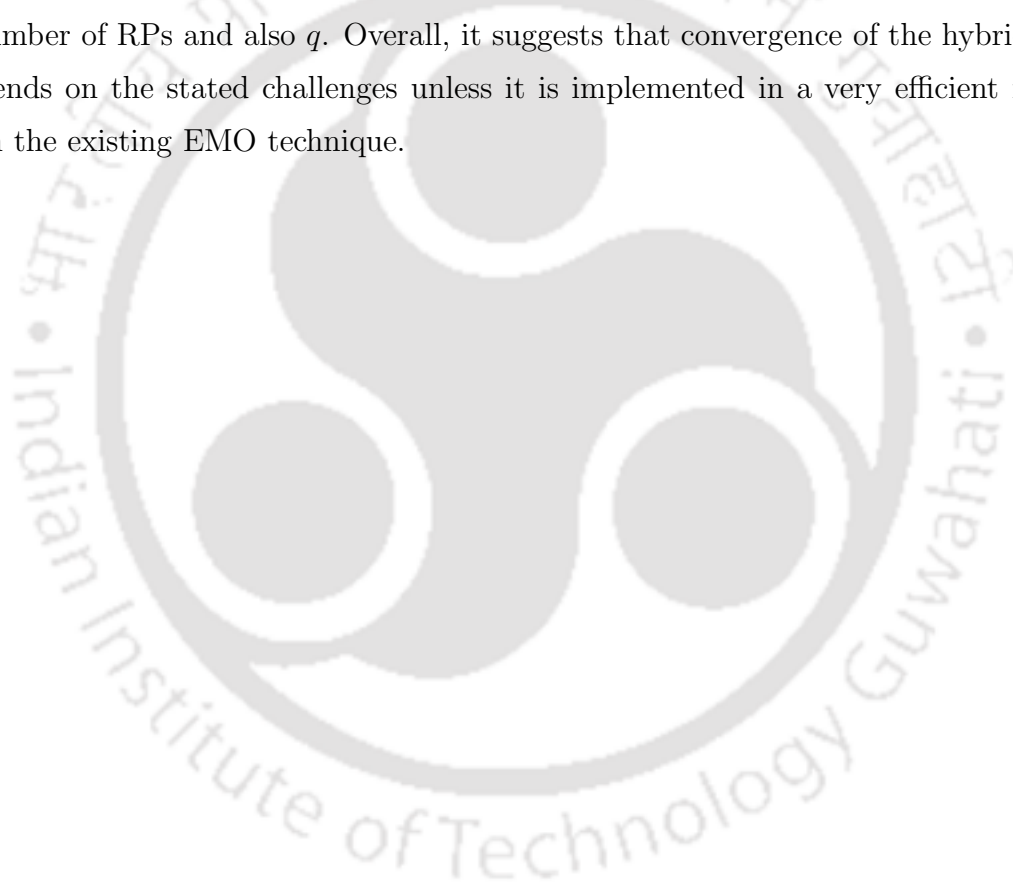 umber of RPs and also q. Overall, it suggests that convergence of the hybri
ends on the stated challenges unless it is implemented in a very efficient
the existing EMO technique.
• Indian Institute of Technology Guwahati •